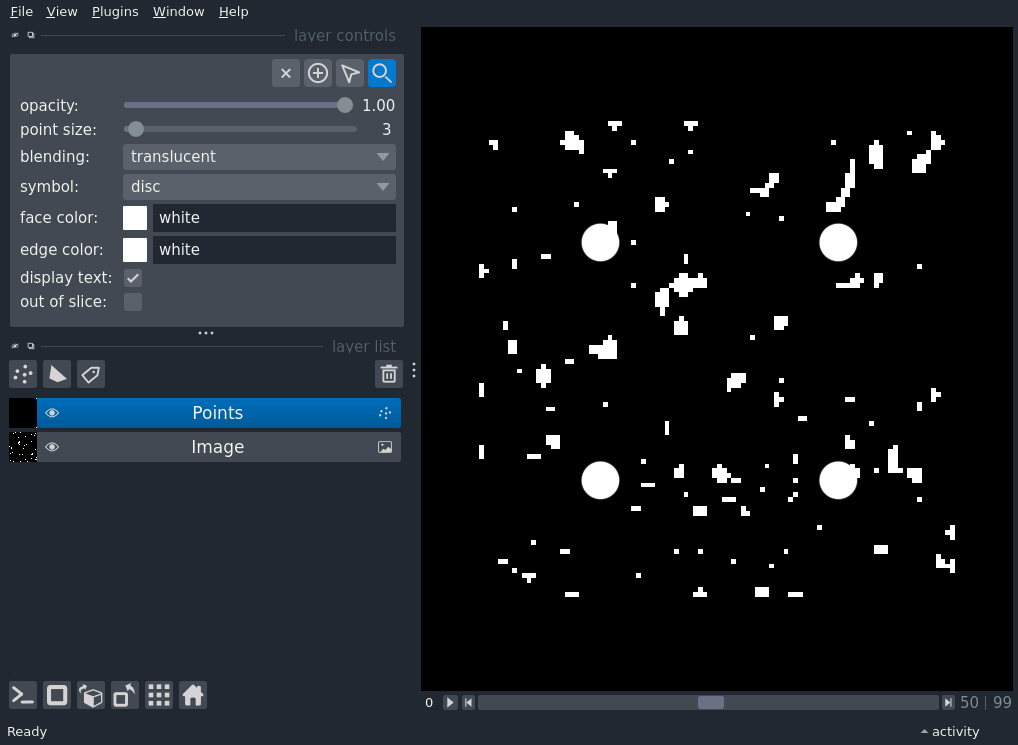 File View Plugins Window Help
layer controls
opacity: 1.00
point size: 3
blending: translucent
symbol: disc
face color: white
edge color: white
display text:
out of slice:
layer list
Points
Image
0 50 | 99
Ready activity